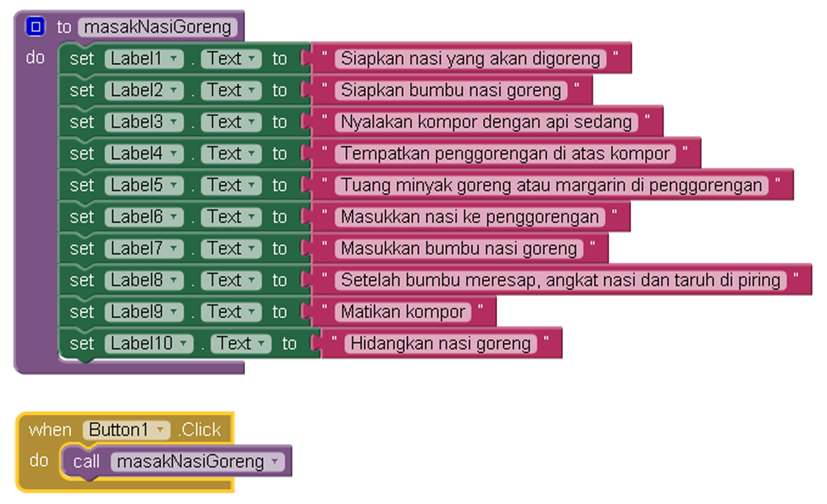 to masakNasiGoreng
do set Label1 . Text to " Siapkan nasi yang akan digoreng "
set Label2 . Text to " Siapkan bumbu nasi goreng "
set Label3 . Text to " Nyalakan kompor dengan api sedang "
set Label4 . Text to " Tempatkan penggorengan di atas kompor "
set Label5 . Text to " Tuang minyak goreng atau margarin di penggorengan "
set Label6 . Text to " Masukkan nasi ke penggorengan "
set Label7 . Text to " Masukkan bumbu nasi goreng "
set Label8 . Text to " Setelah bumbu meresap, angkat nasi dan taruh di piring "
set Label9 . Text to " Matikan kompor "
set Label10 . Text to " Hidangkan nasi goreng "
when Button1 .Click
do call masakNasiGoreng